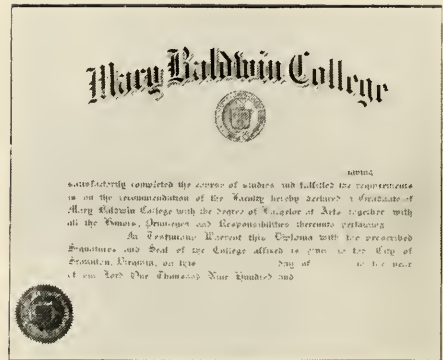 Mary Baldwin College
having
satisfactorily completed the course of studies and fulfilled the requirements
is on the recommendation of the Faculty hereby declared a Graduate of
Mary Baldwin College with the degree of Bachelor of Arts together with
all the Honors, Privileges and Responsibilities thereunto pertaining
In Testimony Whereof this Diploma with the prescribed
Signatures and Seal of the College affixed is given in the City of
Staunton, Virginia, on this day of in the year
of our Lord One Thousand Nine Hundred and